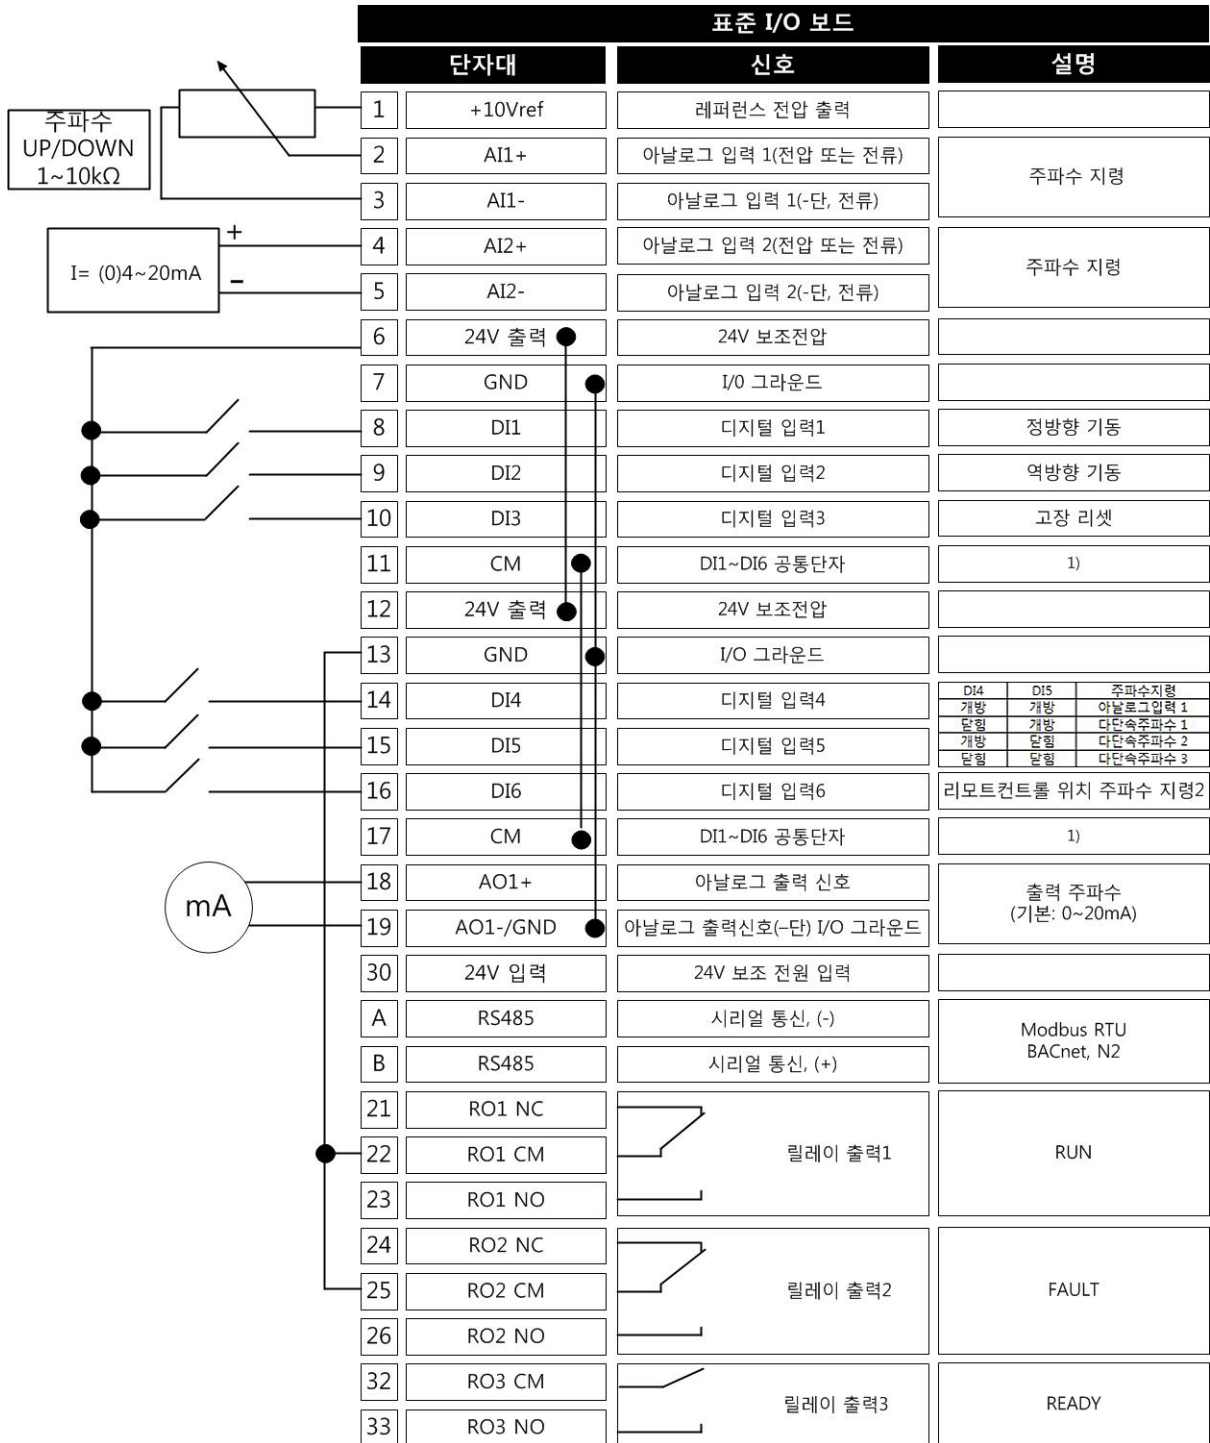 표준 I/O 보드
단자대 신호 설명
주파수
UP/DOWN
1~10kΩ
1 +10Vref 레퍼런스 전압 출력
2 AI1+ 아날로그 입력 1(전압 또는 전류)
주파수 지령
3 AI1- 아날로그 입력 1(-단, 전류)
I= (0)4~20mA
+
−
4 AI2+ 아날로그 입력 2(전압 또는 전류)
주파수 지령
5 AI2- 아날로그 입력 2(-단, 전류)
6 24V 출력 24V 보조전압
7 GND I/0 그라운드
8 DI1 디지털 입력1 정방향 기동
9 DI2 디지털 입력2 역방향 기동
10 DI3 디지털 입력3 고장 리셋
11 CM DI1~DI6 공통단자 1)
12 24V 출력 24V 보조전압
13 GND I/O 그라운드
14 DI4 디지털 입력4
DI4 DI5 주파수지령
개방 개방 아날로그입력 1
닫힘 개방 다단속주파수 1
개방 닫힘 다단속주파수 2
닫힘 닫힘 다단속주파수 3
15 DI5 디지털 입력5
16 DI6 디지털 입력6 리모트컨트롤 위치 주파수 지령2
17 CM DI1~DI6 공통단자 1)
mA
18 AO1+ 아날로그 출력 신호
출력 주파수
(기본: 0~20mA)
19 AO1-/GND 아날로그 출력신호(–단) I/O 그라운드
30 24V 입력 24V 보조 전원 입력
A RS485 시리얼 통신, (-)
Modbus RTU
BACnet, N2
B RS485 시리얼 통신, (+)
21 RO1 NC
22 RO1 CM 릴레이 출력1 RUN
23 RO1 NO
24 RO2 NC
25 RO2 CM 릴레이 출력2 FAULT
26 RO2 NO
32 RO3 CM
릴레이 출력3 READY
33 RO3 NO